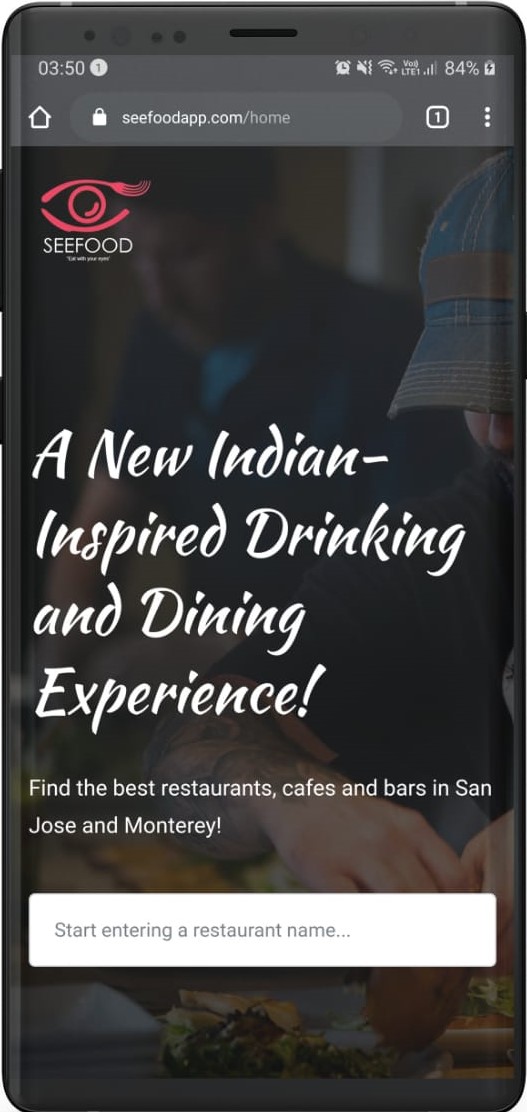 03:50 1 Vo) LTE1 84%
seefoodapp.com/home 1
SEEFOOD
"Eat with your eyes"
A New Indian-
Inspired Drinking
and Dining
Experience!
Find the best restaurants, cafes and bars in San
Jose and Monterey!
Start entering a restaurant name...